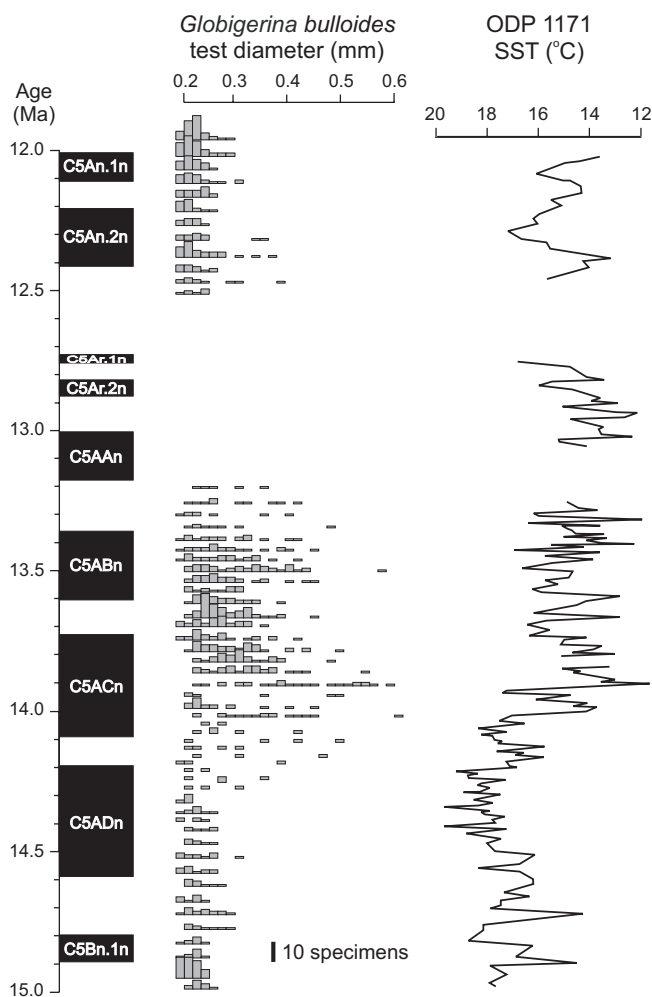 Globigerina bulloides
test diameter (mm)
0.2 0.3 0.4 0.5 0.6
ODP 1171
SST (°C)
20 18 16 14 12
Age
(Ma)
12.0
C5An.1n
C5An.2n
12.5
C5Ar.1n
C5Ar.2n
13.0
C5AAn
C5ABn
13.5
C5ACn
14.0
C5ADn
14.5
C5Bn.1n
10 specimens
15.0